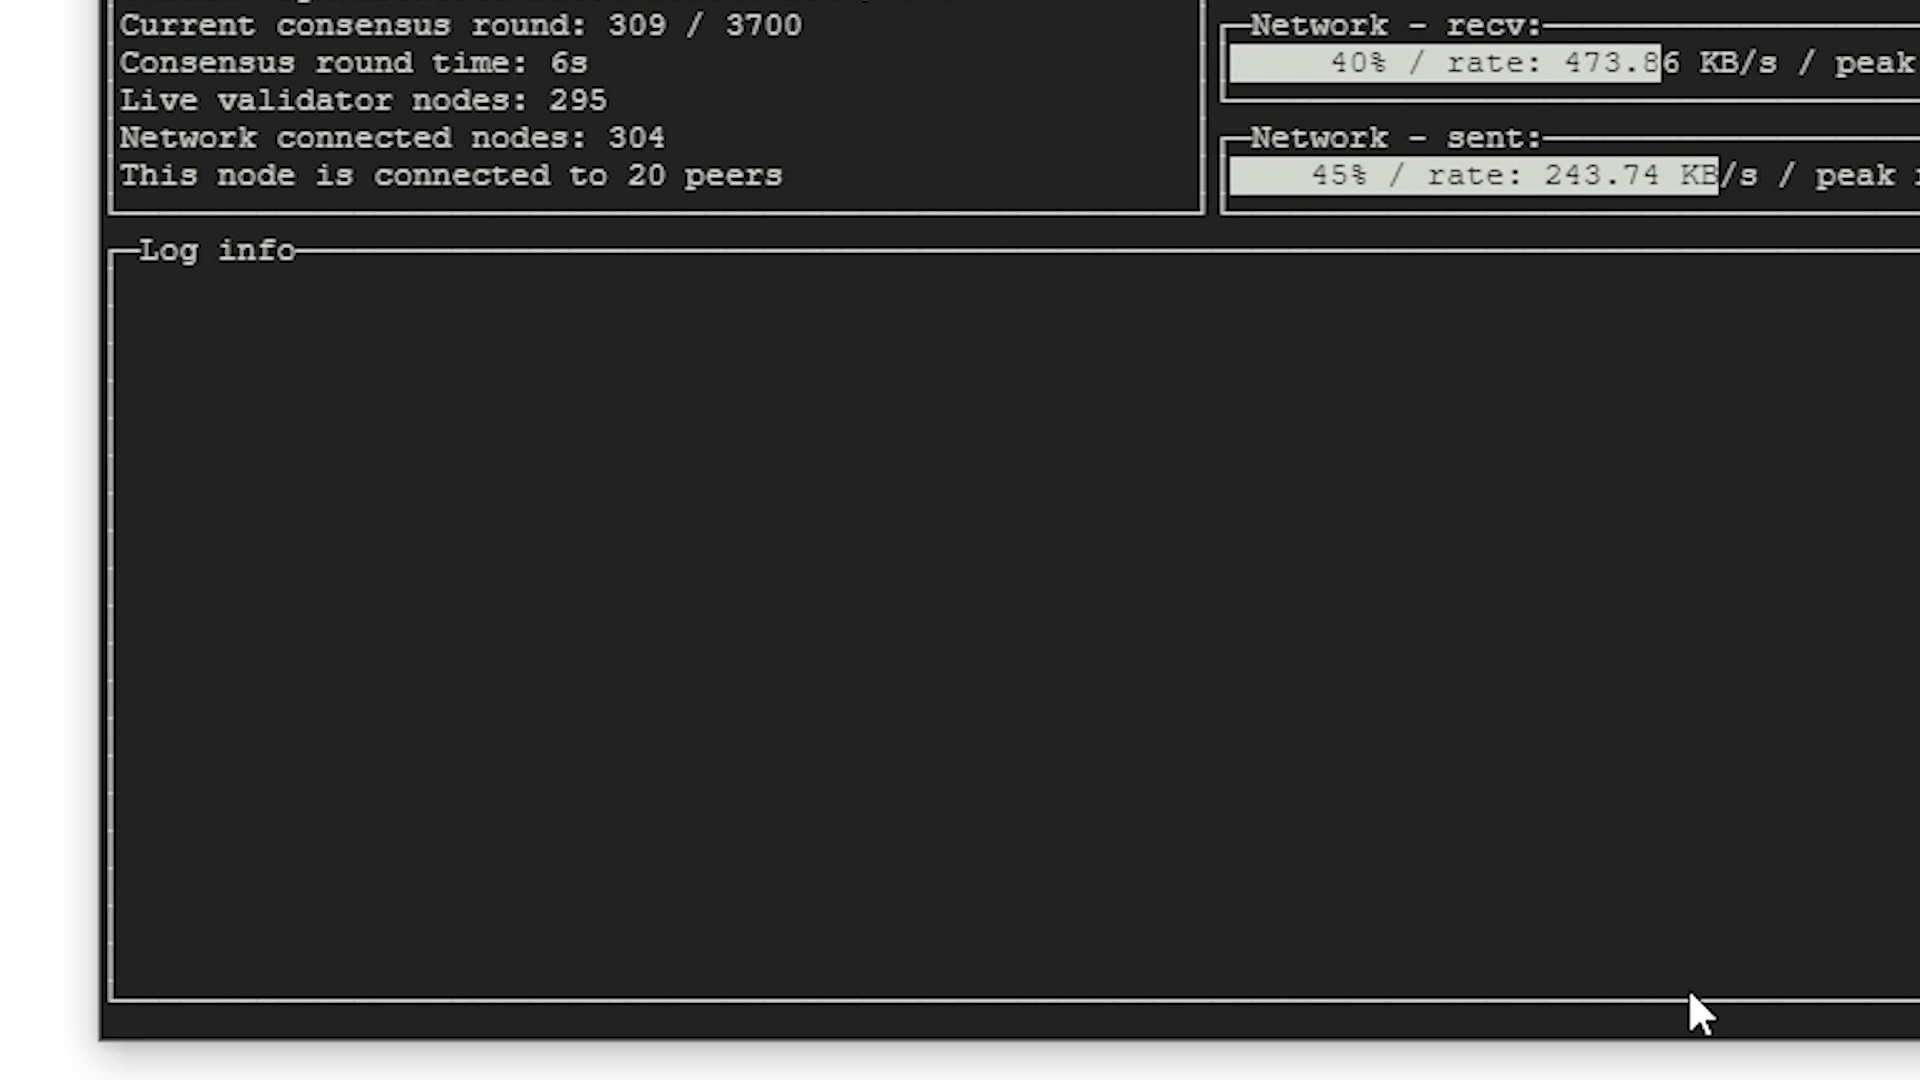 Current consensus round: 309 / 3700
Consensus round time: 6s
Live validator nodes: 295
Network connected nodes: 304
This node is connected to 20 peers
Network - recv:
40% / rate: 473.86 KB/s / peak
Network - sent:
45% / rate: 243.74 KB/s / peak
Log info